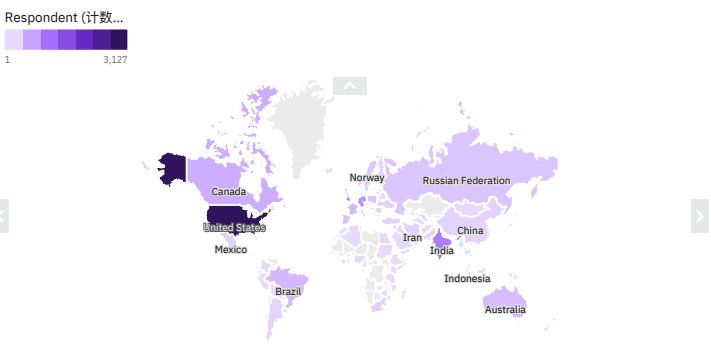 Respondent (计数...
1 3,127
Norway
Russian Federation
Canada
United States
China
Iran
Mexico
India
Indonesia
Brazil
Australia